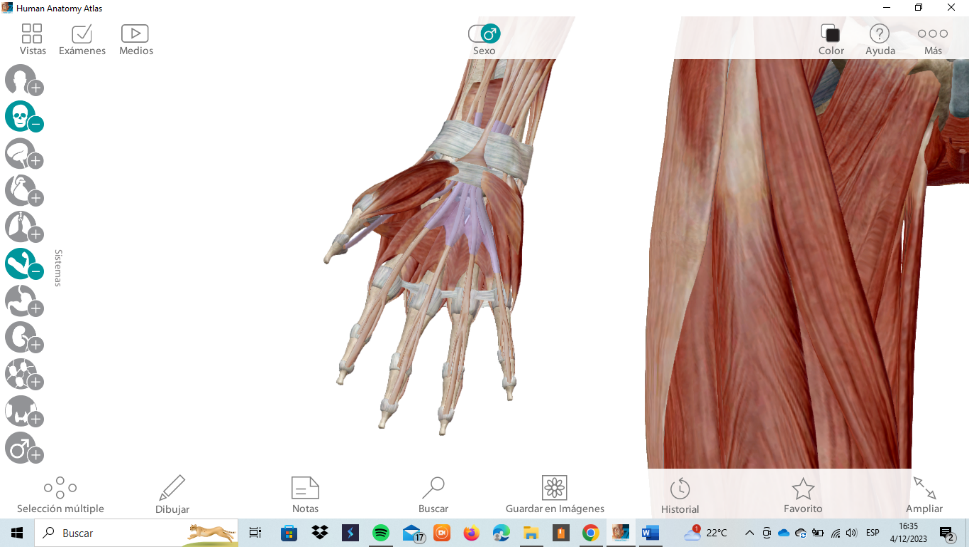 Human Anatomy Atlas
Vistas
Exámenes
Medios
Sexo
Color
Ayuda
Más
Sistemas
Selección múltiple
Dibujar
Notas
Buscar
Guardar en Imágenes
Historial
Favorito
Ampliar
Buscar
17
22°C
ESP
16:35
4/12/2023
2